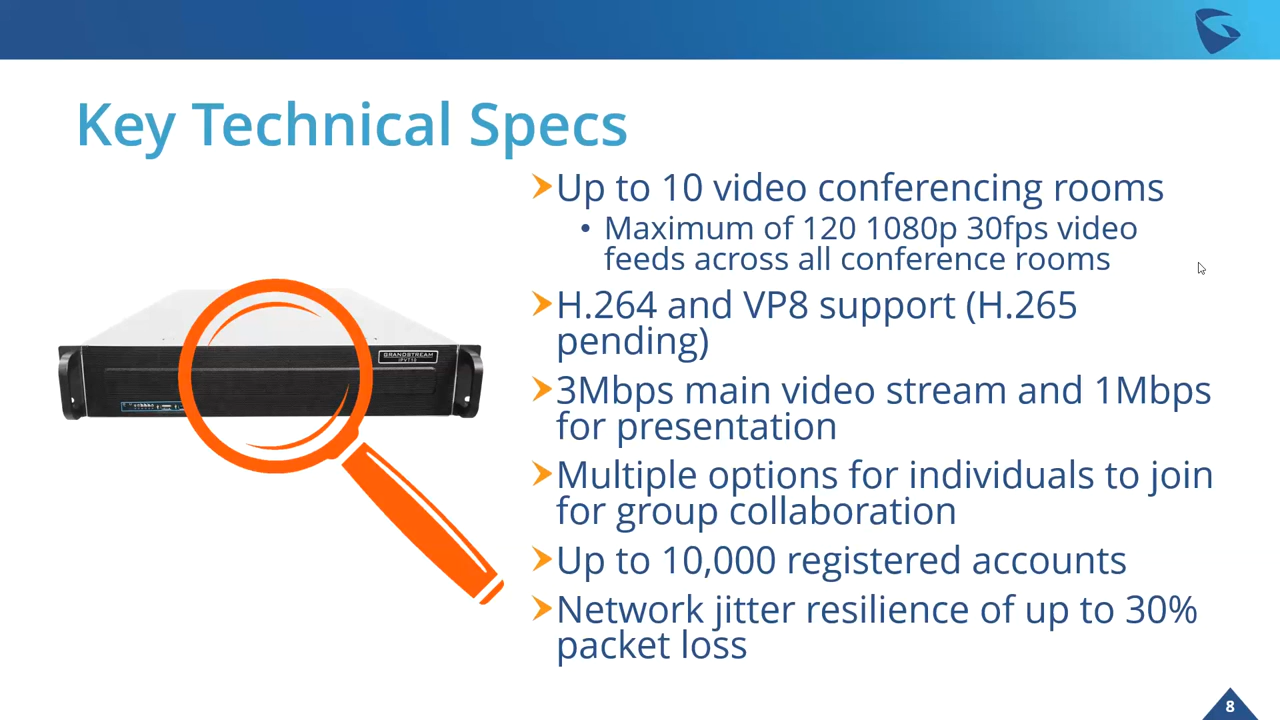 Key Technical Specs
Up to 10 video conferencing rooms
• Maximum of 120 1080p 30fps video
feeds across all conference rooms
H.264 and VP8 support (H.265
pending)
3Mbps main video stream and 1Mbps
for presentation
Multiple options for individuals to join
for group collaboration
Up to 10,000 registered accounts
Network jitter resilience of up to 30%
packet loss
GRANDSTREAM
IPVT10
8